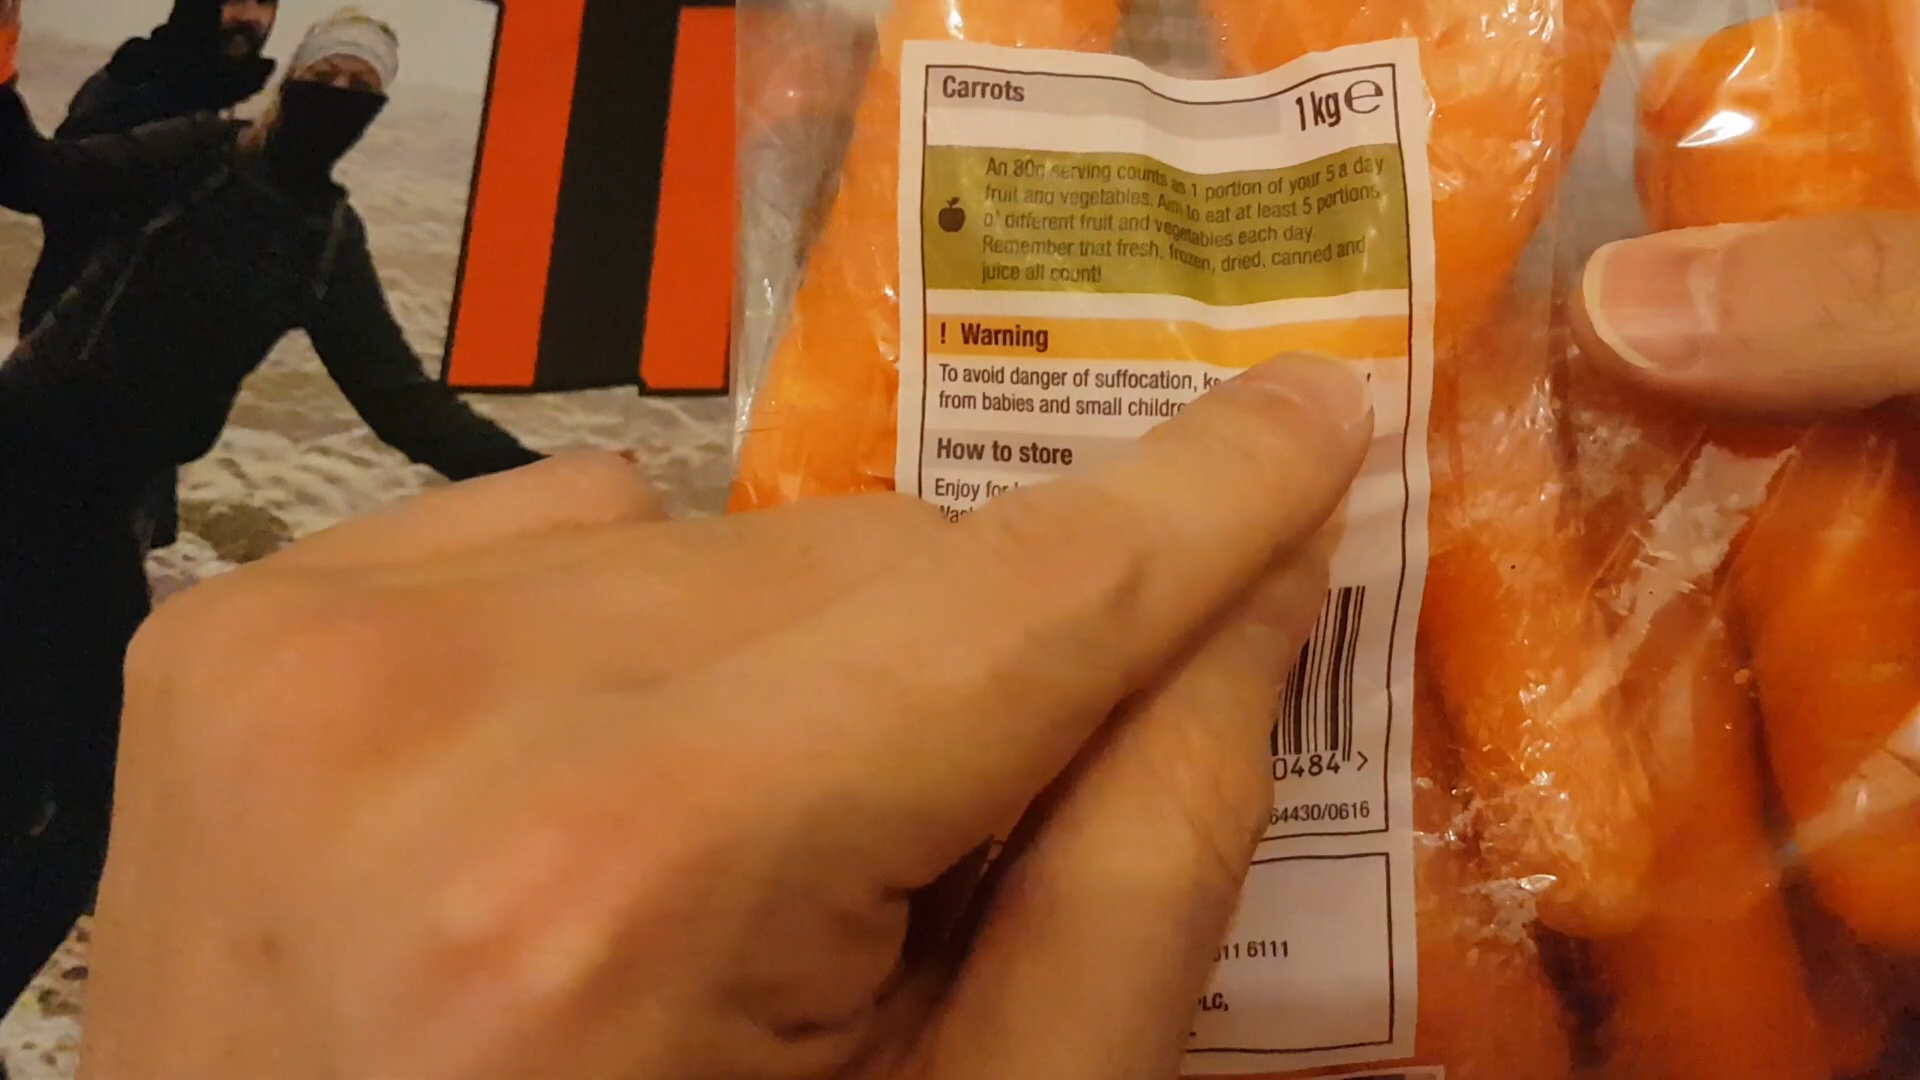 Carrots
1kg e
An 80g serving counts as 1 portion of your 5 a day
fruit and vegetables. Aim to eat at least 5 portions
of different fruit and vegetables each day.
Remember that fresh, frozen, dried, canned and
juice all count!
! Warning
To avoid danger of suffocation,
from babies and small
How to store
Enjoy
0484 >
64430/0616
6111
PLC,